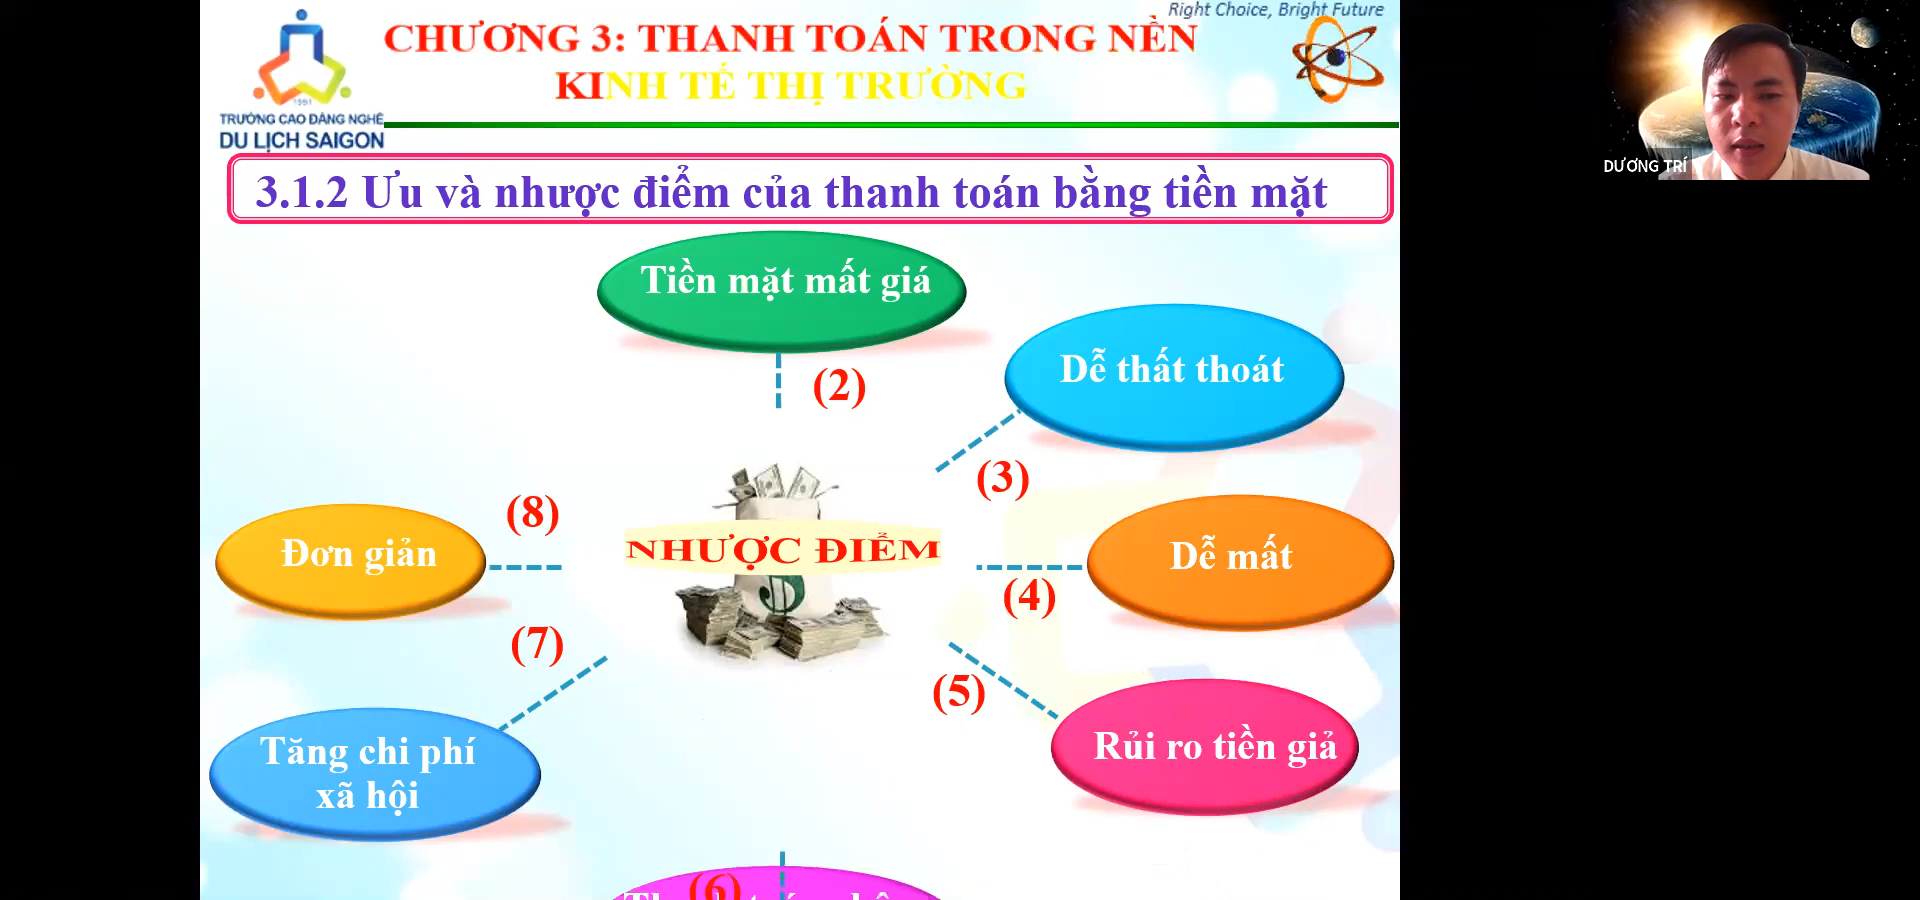 Right Choice, Bright Future
CHƯƠNG 3: THANH TOÁN TRONG NỀN
KINH TẾ THỊ TRƯỜNG
1991
TRƯỜNG CAO ĐẲNG NGHỀ
DU LỊCH SAIGON
DƯƠNG TRÍ
3.1.2 Ưu và nhược điểm của thanh toán bằng tiền mặt
Tiền mặt mất giá
(2)
Dễ thất thoát
(3)
Dễ mất
(4)
Rủi ro tiền giả
(5)
NHƯỢC ĐIỂM
Đơn giản
(8)
(7)
Tăng chi phí
xã hội
(6)